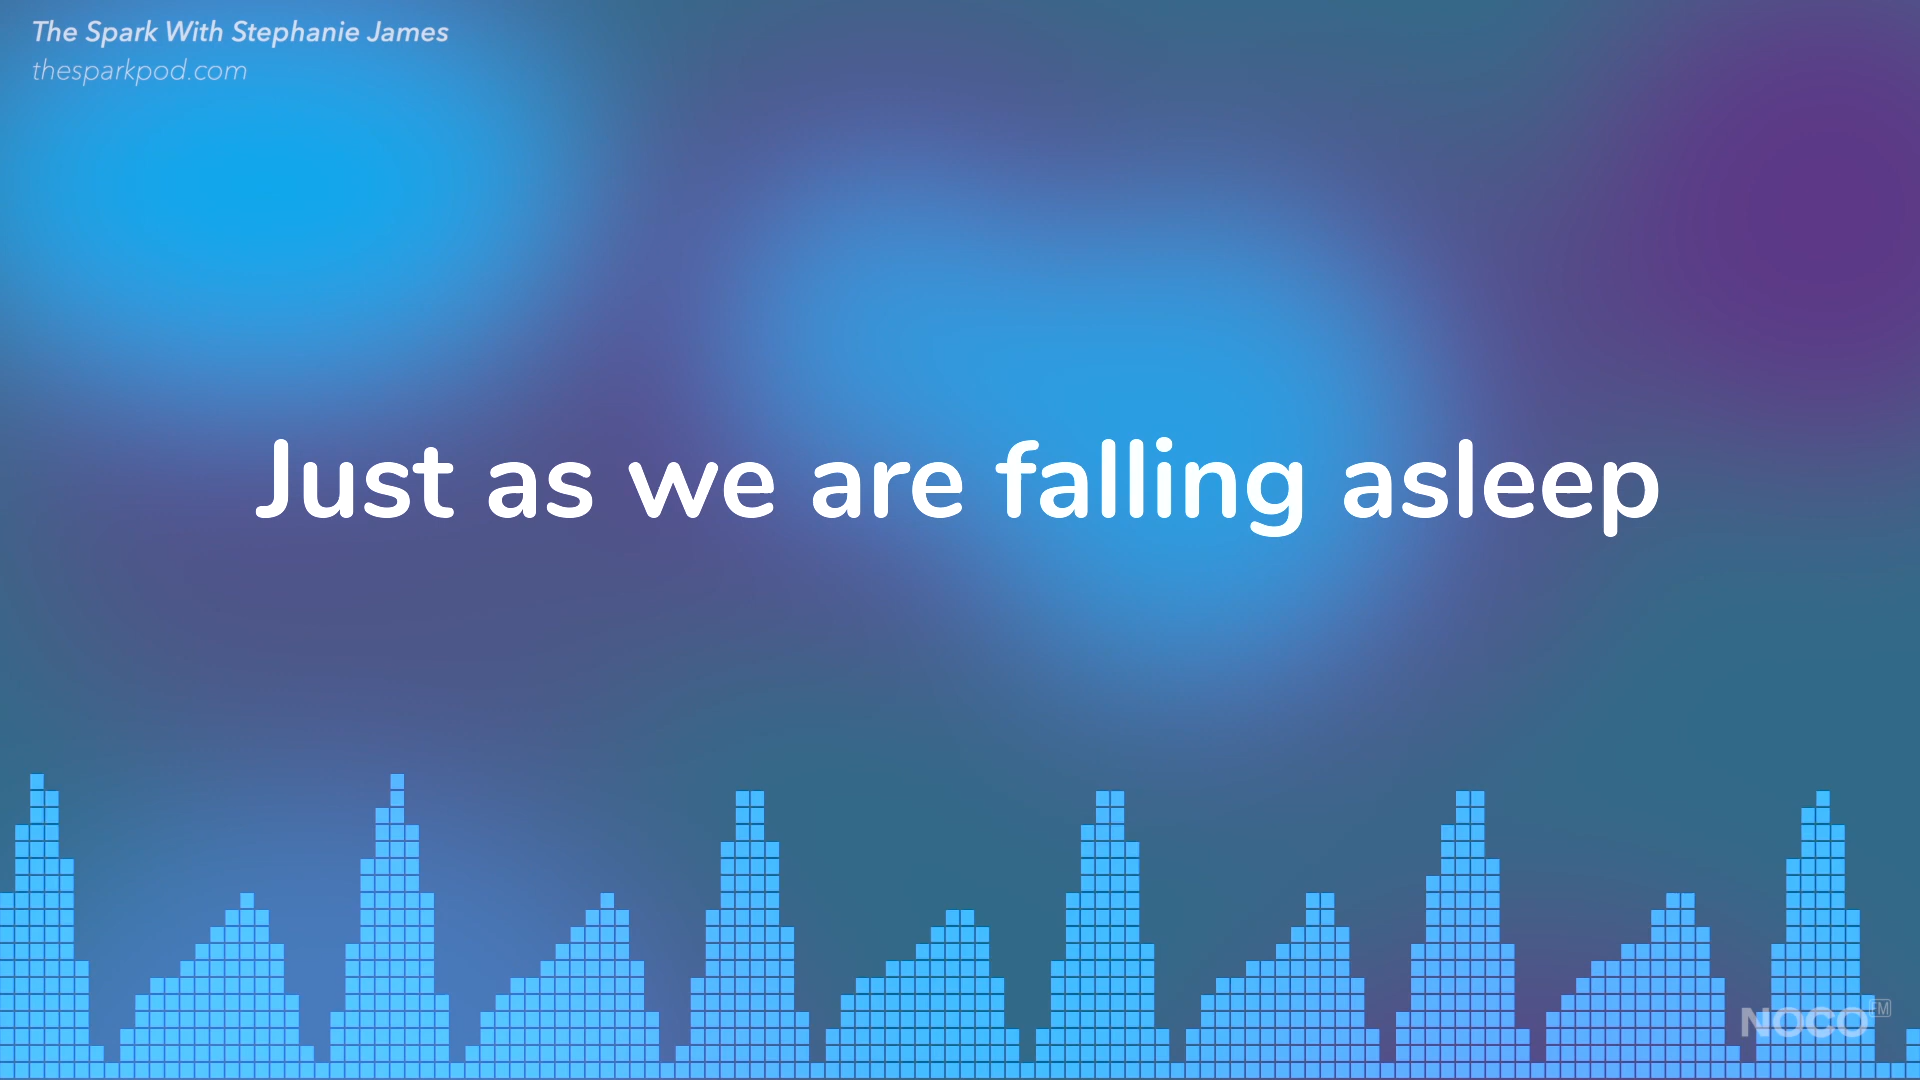 The Spark With Stephanie James
thesparkpod.com
Just as we are falling asleep
NOCO FM